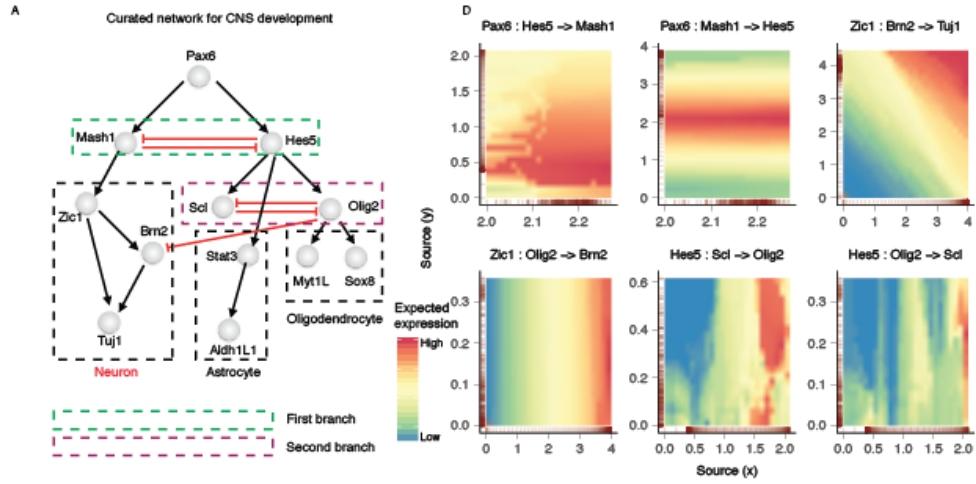 A
Curated network for CNS development
Pax6
Mash1
Hes5
Zic1
Scl
Olig2
Brn2
Stat3
Myt1L
Sox8
Tuj1
Aldh1L1
Oligodendrocyte
Neuron
Astrocyte
First branch
Second branch
Expected
expression
High
Low
D
Pax6 : Hes5 -> Mash1
Pax6 : Mash1 -> Hes5
Zic1 : Brn2 -> Tuj1
2.0
1.5
1.0
0.5
0.0
2.0 2.1 2.2
4
3
2
1
0
2.0 2.1 2.2
4
3
2
1
0
0 1 2 3 4
Source (y)
Zic1 : Olig2 -> Brn2
Hes5 : Scl -> Olig2
Hes5 : Olig2 -> Scl
0.3
0.2
0.1
0.0
0 1 2 3 4
0.6
0.4
0.2
0.0
0.0 0.5 1.0 1.5 2.0
0.3
0.2
0.1
0.0
0.0 0.5 1.0 1.5 2.0
Source (x)